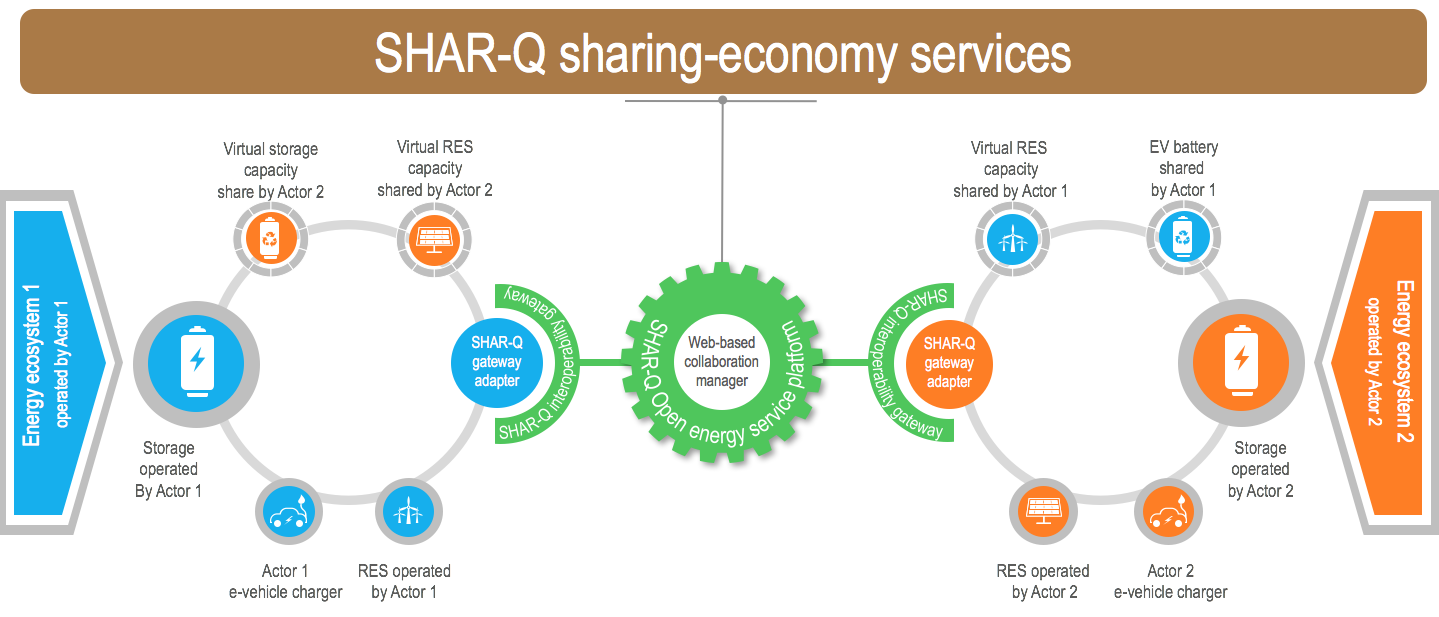 SHAR-Q sharing-economy services
Energy ecosystem 1
operated by Actor 1
Virtual storage
capacity
share by Actor 2
Virtual RES
capacity
shared by Actor 2
Storage
operated
By Actor 1
Actor 1
e-vehicle charger
RES operated
by Actor 1
SHAR-Q
gateway
adapter
SHAR-Q interoperability gateway
SHAR-Q Open energy service platform
Web-based
collaboration
manager
SHAR-Q interoperability gateway
SHAR-Q
gateway
adapter
Virtual RES
capacity
shared by Actor 1
EV battery
shared
by Actor 1
Storage
operated
by Actor 2
RES operated
by Actor 2
Actor 2
e-vehicle charger
Energy ecosystem 2
operated by Actor 2